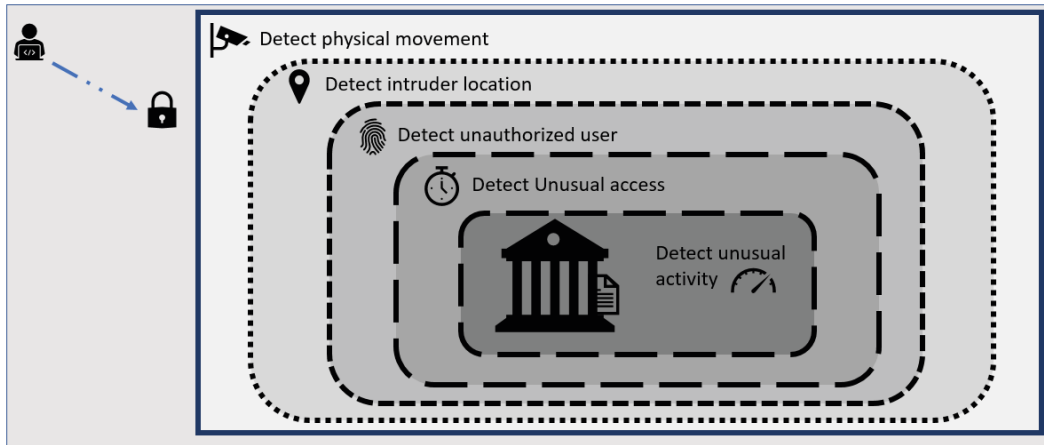 Detect physical movement
Detect intruder location
Detect unauthorized user
Detect Unusual access
Detect unusual
activity